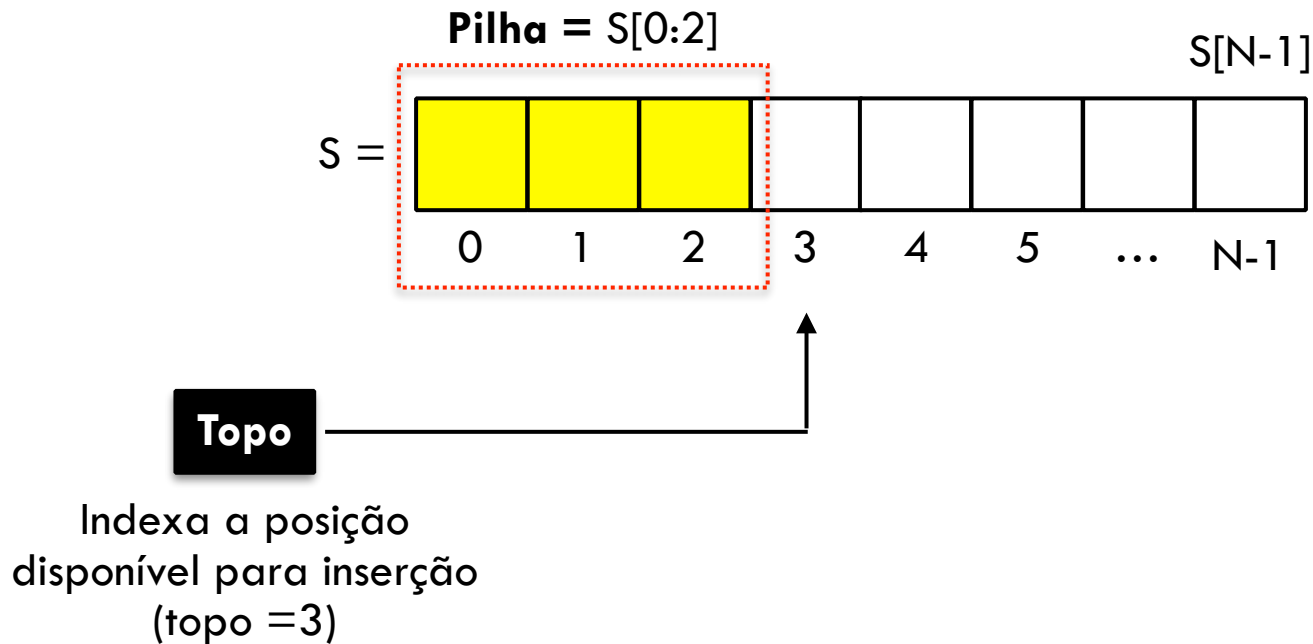 Pilha = S[0:2]
S[N-1]
S =
0 1 2 3 4 5 ... N-1
Topo
Indexa a posição
disponível para inserção
(topo =3)